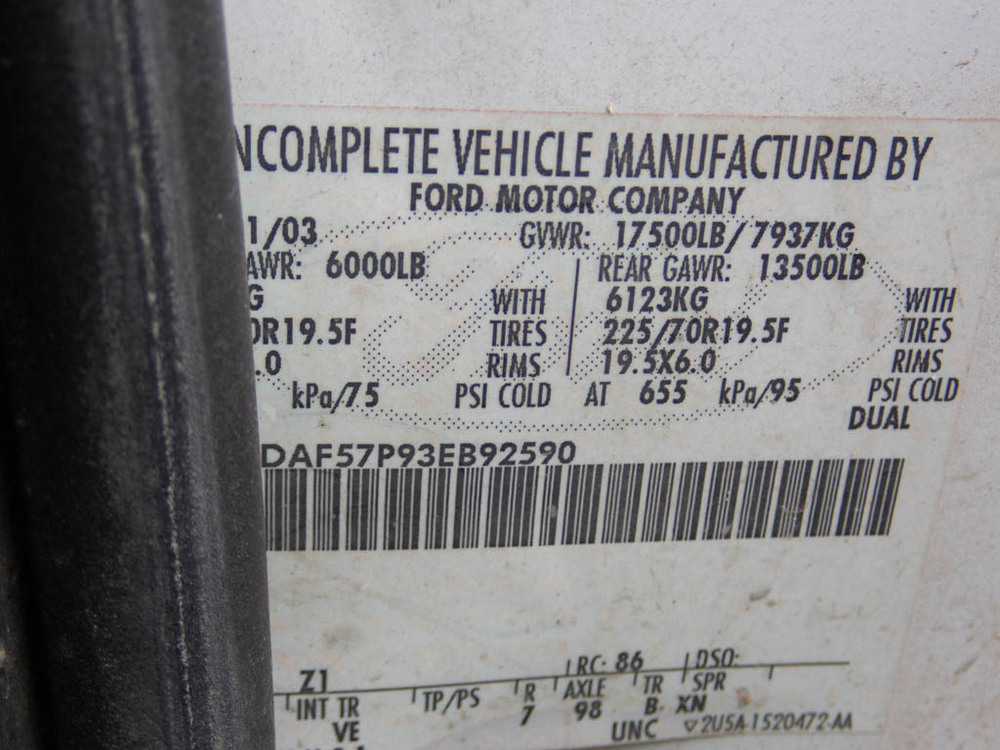 NCOMPLETE VEHICLE MANUFACTURED BY
FORD MOTOR COMPANY
1/03 GVWR: 17500LB/ 7937KG
AWR: 6000LB REAR GAWR: 13500LB
G WITH 6123KG WITH
0R19.5F TIRES 225/70R19.5F TIRES
.0 RIMS 19.5X6.0 RIMS
kPa/75 PSI COLD AT 655 kPa/95 PSI COLD
DUAL
DAF57P93EB92590
RC: 86 DSO:
Z1
INT TR TP/PS R AXLE TR SPR
VE 7 98 B XN
UNC 2U5A-1520472-AA